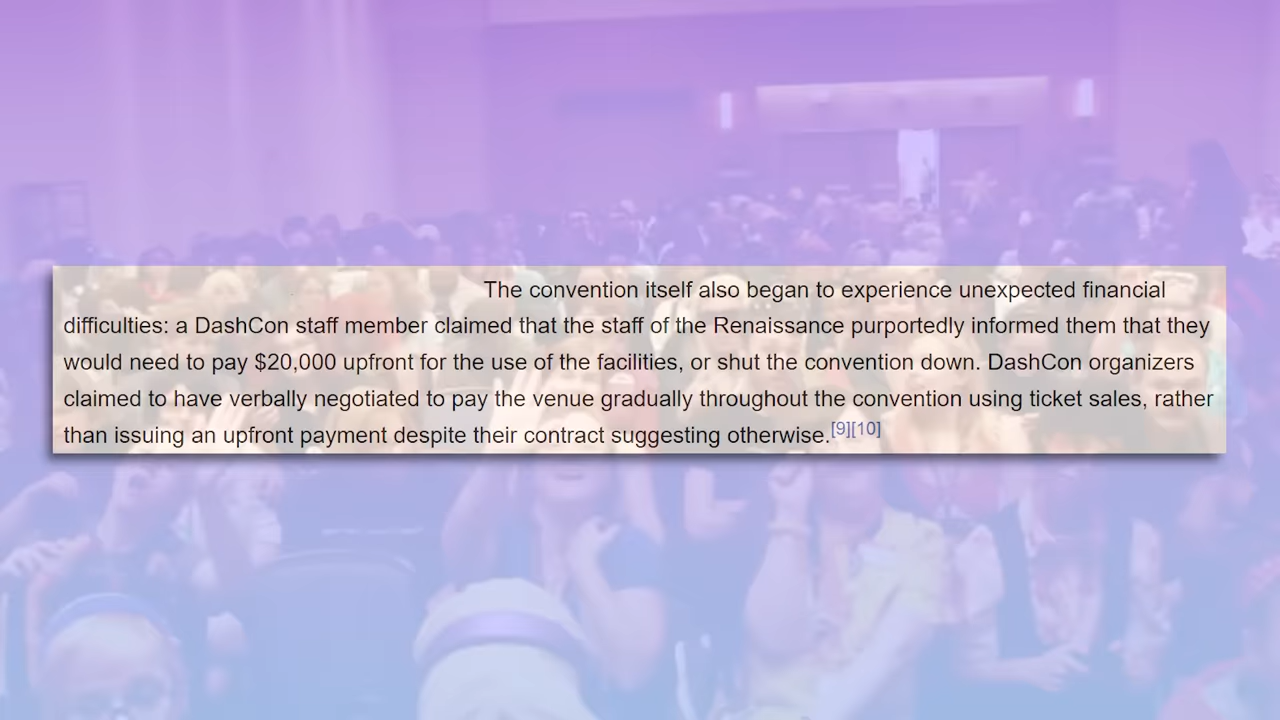 The convention itself also began to experience unexpected financial
difficulties: a DashCon staff member claimed that the staff of the Renaissance purportedly informed them that they
would need to pay $20,000 upfront for the use of the facilities, or shut the convention down. DashCon organizers
claimed to have verbally negotiated to pay the venue gradually throughout the convention using ticket sales, rather
than issuing an upfront payment despite their contract suggesting otherwise.[9][10]